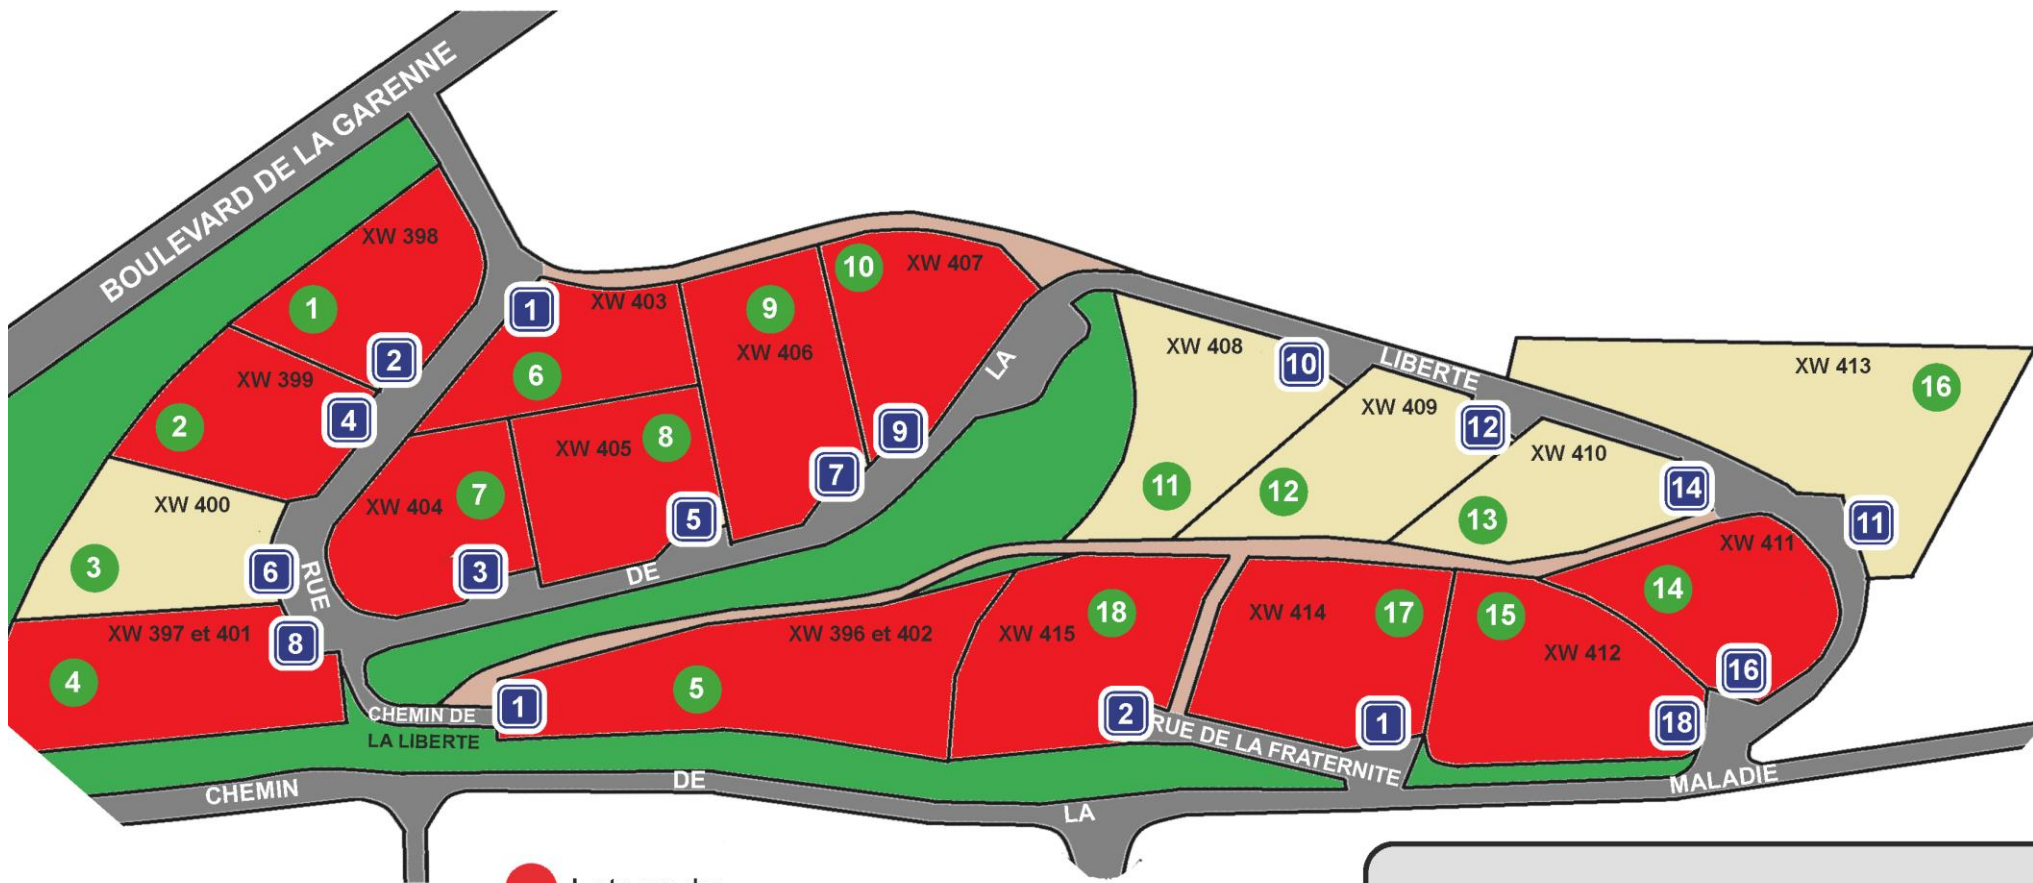 BOULEVARD DE LA GARENNE
XW 398
1
2
XW 399
2
4
XW 400
3
6
RUE
XW 397 et 401
4
8
1
XW 403
6
XW 404
7
3
XW 405
8
5
DE
9
XW 406
7
10
XW 407
9
LA
XW 408
10
11
LIBERTE
XW 409
12
12
XW 410
14
13
XW 413
16
11
XW 411
14
16
15
XW 412
18
XW 414
17
1
XW 415
18
2
XW 396 et 402
5
1
CHEMIN DE
LA LIBERTE
RUE DE LA FRATERNITE
CHEMIN
DE
LA
MALADIE